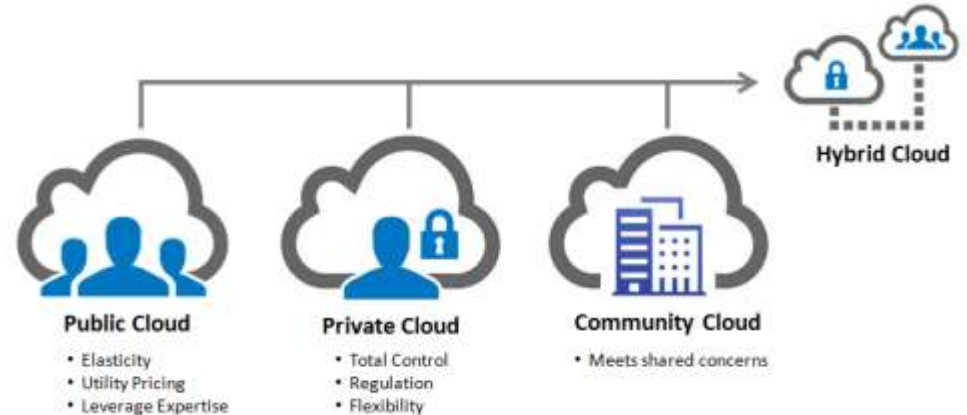 Hybrid Cloud
Public Cloud
• Elasticity
• Utility Pricing
• Leverage Expertise
Private Cloud
• Total Control
• Regulation
• Flexibility
Community Cloud
• Meets shared concerns